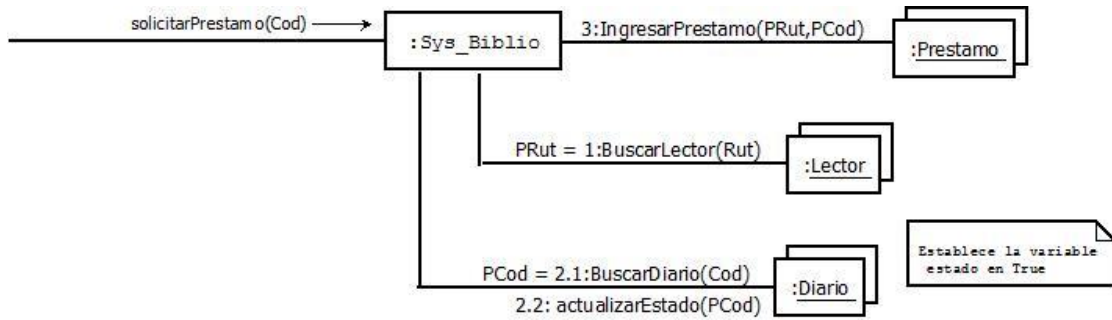 solicitarPrestamo(Cod)
:Sys_Biblio
3:IngresarPrestamo(PRut,PCod)
:Prestamo
PRut = 1:BuscarLector(Rut)
:Lector
Establece la variable
estado en True
PCod = 2.1:BuscarDiario(Cod)
2.2: actualizarEstado(PCod)
:Diario